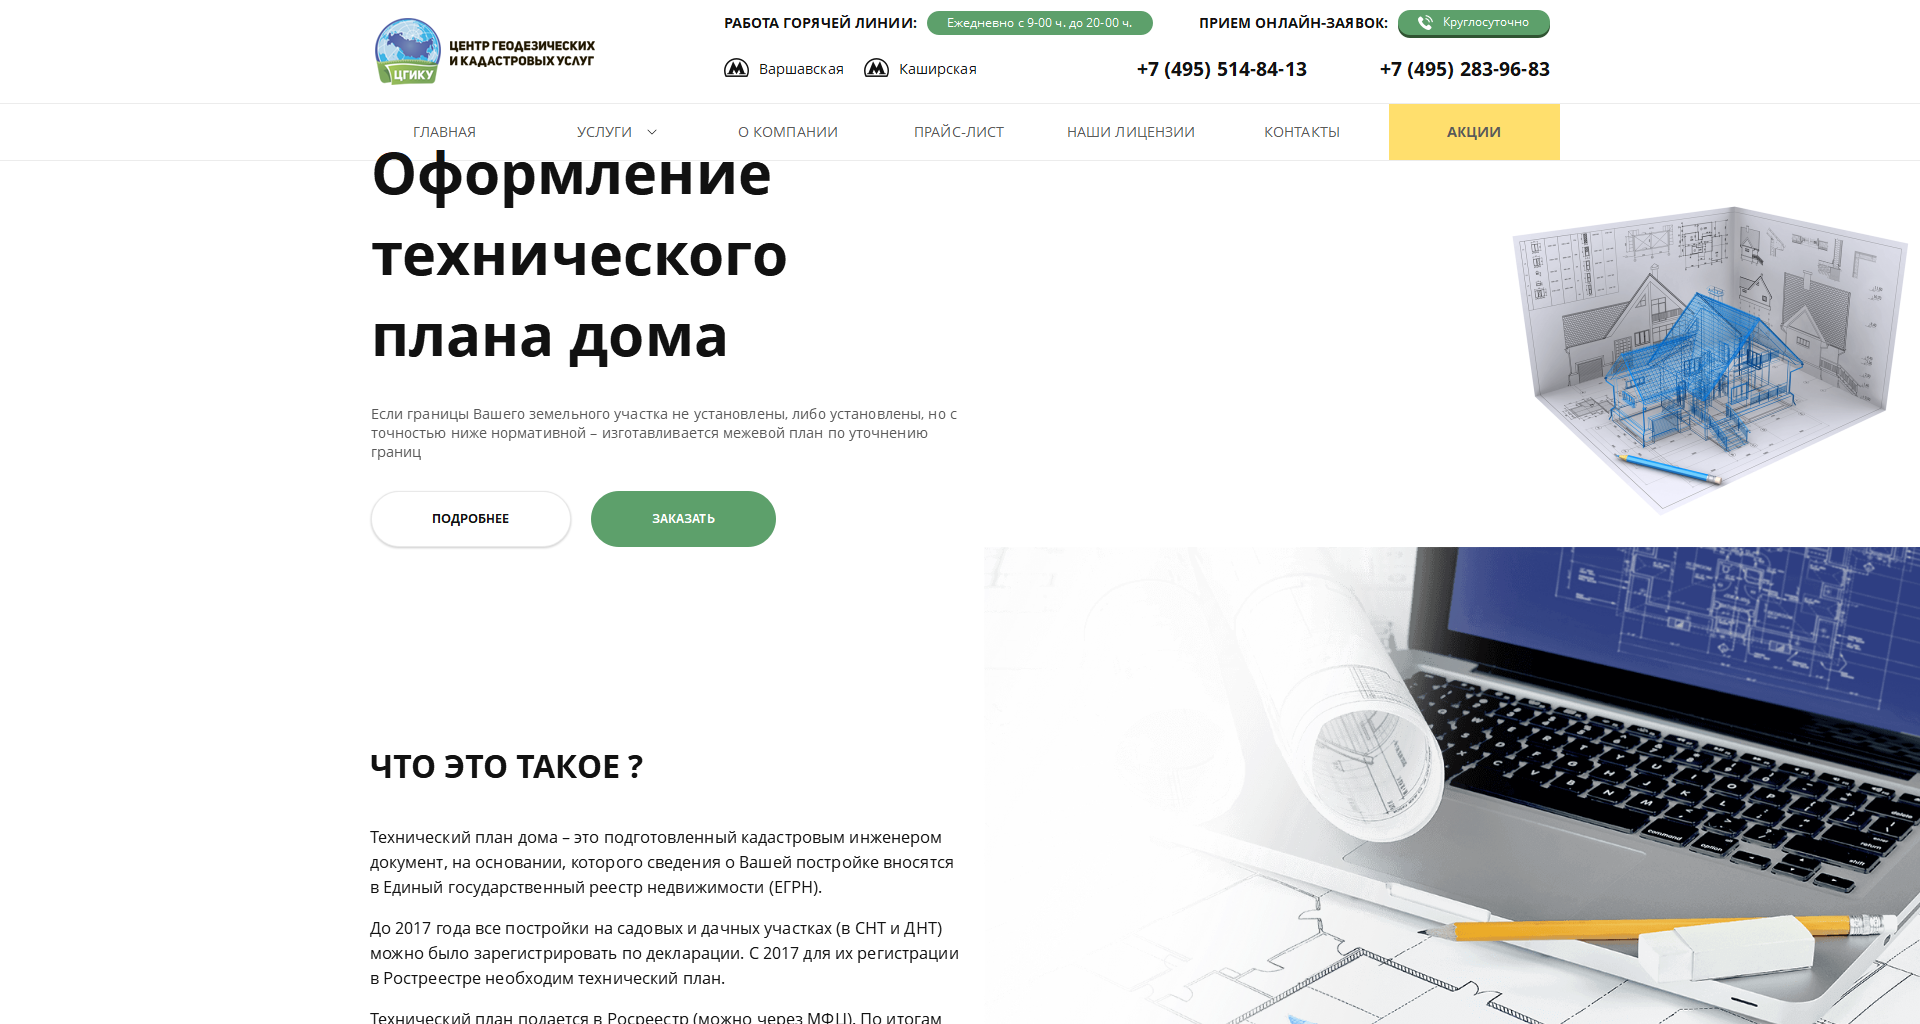 ЦЕНТР ГЕОДЕЗИЧЕСКИХ
И КАДАСТРОВЫХ УСЛУГ
ЦГИКУ
РАБОТА ГОРЯЧЕЙ ЛИНИИ: Ежедневно с 9-00 ч. до 20-00 ч. ПРИЕМ ОНЛАЙН-ЗАЯВОК: Круглосуточно
Варшавская Каширская +7 (495) 514-84-13 +7 (495) 283-96-83
ГЛАВНАЯ УСЛУГИ О КОМПАНИИ ПРАЙС-ЛИСТ НАШИ ЛИЦЕНЗИИ КОНТАКТЫ АКЦИИ
Оформление
технического
плана дома
Если границы Вашего земельного участка не установлены, либо установлены, но с
точностью ниже нормативной – изготавливается межевой план по уточнению
границ
ПОДРОБНЕЕ ЗАКАЗАТЬ
ЧТО ЭТО ТАКОЕ ?
Технический план дома – это подготовленный кадастровым инженером
документ, на основании, которого сведения о Вашей постройке вносятся
в Единый государственный реестр недвижимости (ЕГРН).
До 2017 года все постройки на садовых и дачных участках (в СНТ и ДНТ)
можно было зарегистрировать по декларации. С 2017 для их регистрации
в Ростреестре необходим технический план.
Технический план подается в Росреестр (можно через МФЦ). По итогам
command
option
delete
return
shift